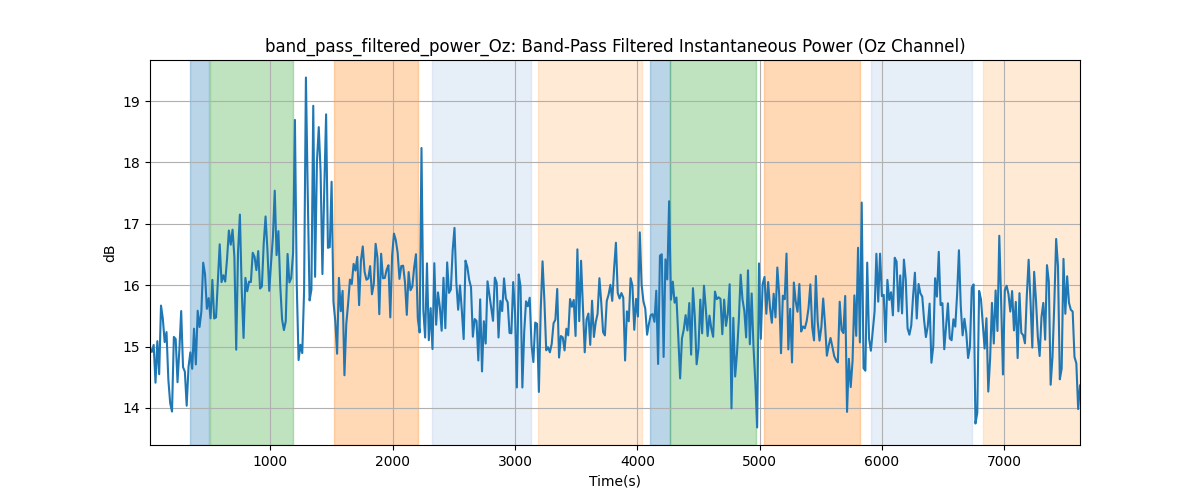 band_pass_filtered_power_Oz: Band-Pass Filtered Instantaneous Power (Oz Channel)
dB
19
18
17
16
15
14
1000 2000 3000 4000 5000 6000 7000
Time(s)